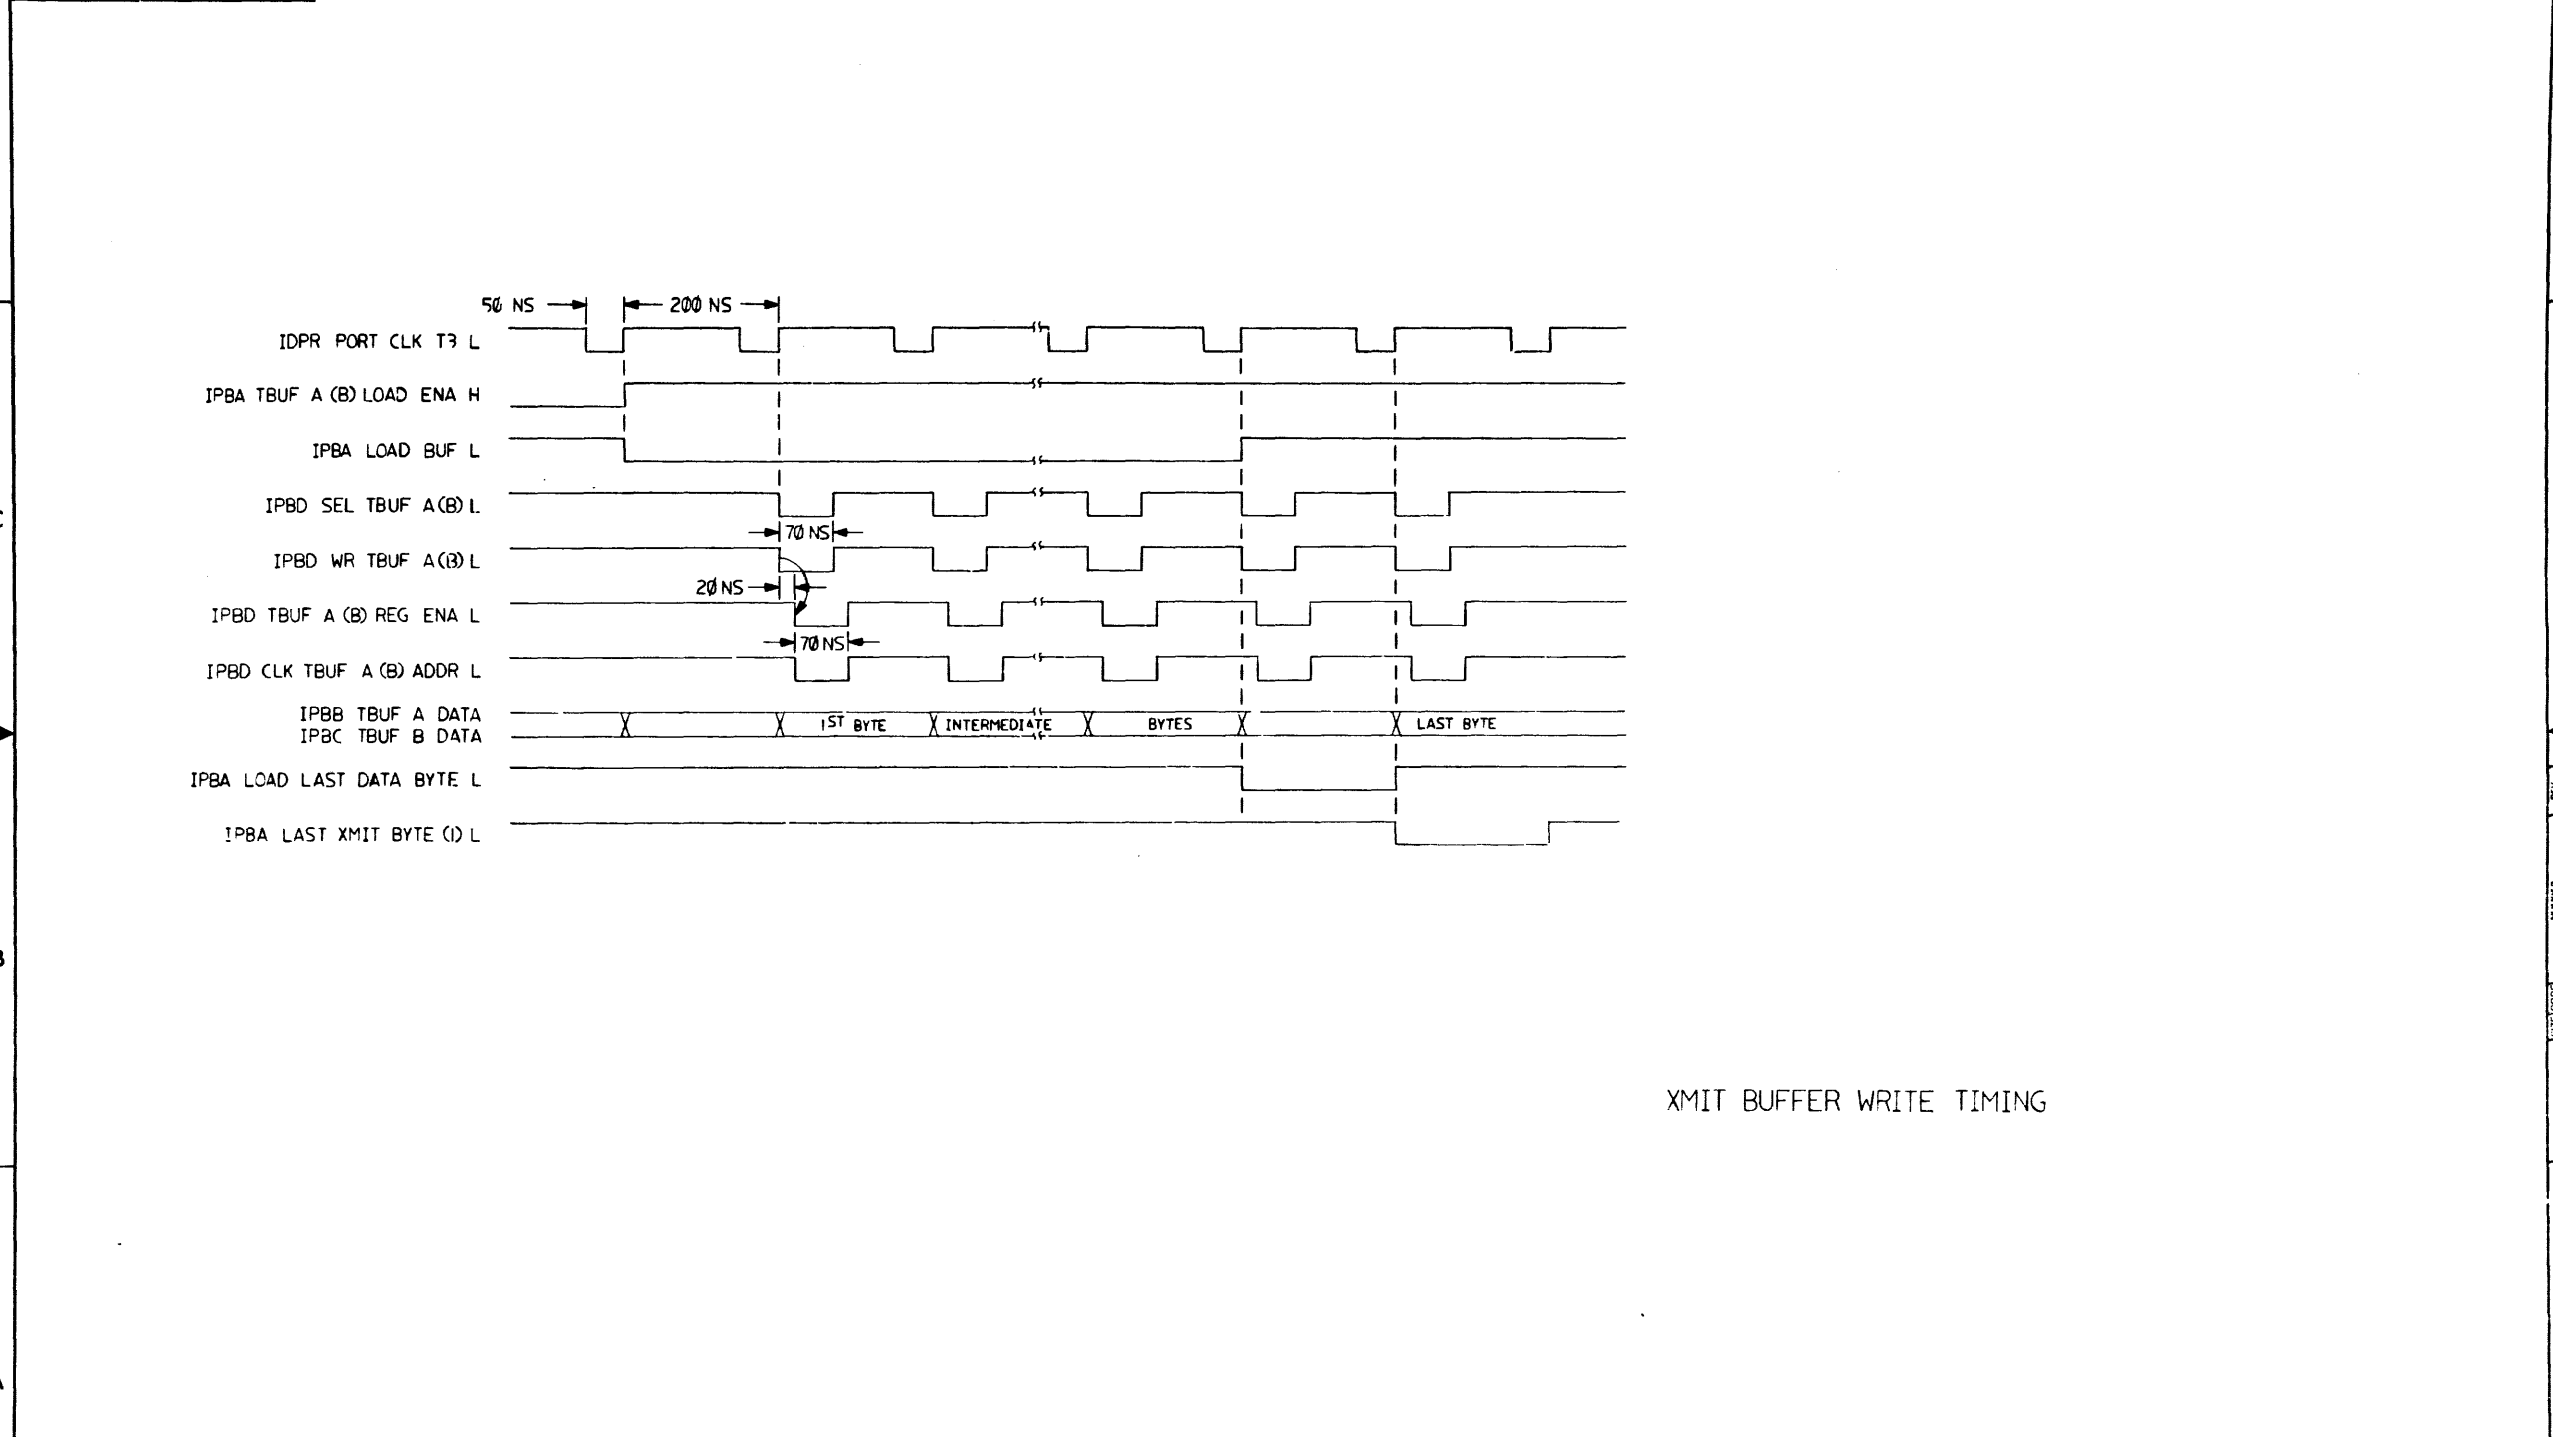 50 NS 200 NS
IDPR PORT CLK T3 L
IPBA TBUF A (B) LOAD ENA H
IPBA LOAD BUF L
IPBD SEL TBUF A(B) L
70 NS
IPBD WR TBUF A(B) L
20 NS
IPBD TBUF A (B) REG ENA L
70 NS
IPBD CLK TBUF A (B) ADDR L
IPBB TBUF A DATA
IPBC TBUF B DATA
1ST BYTE INTERMEDIATE BYTES LAST BYTE
IPBA LOAD LAST DATA BYTE L
IPBA LAST XMIT BYTE (1) L
XMIT BUFFER WRITE TIMING